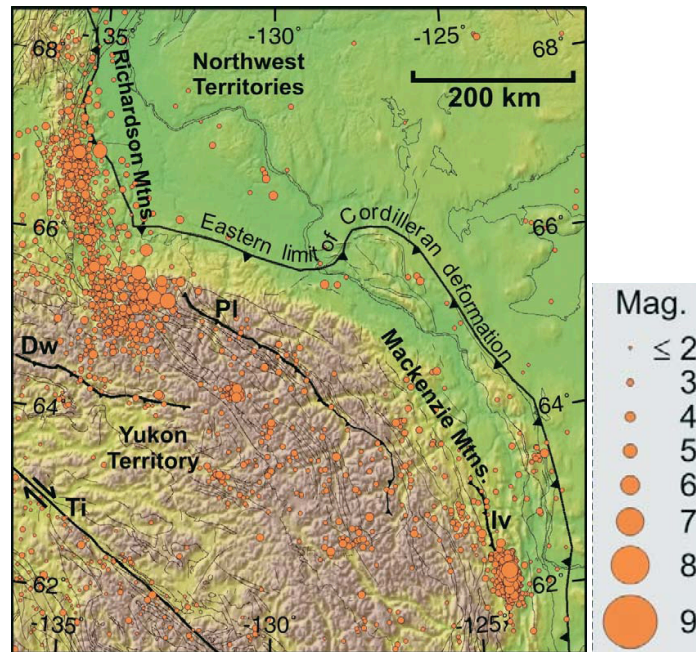 -135°
-130°
-125°
68°
68°
Northwest
Territories
200 km
Richardson Mtns.
66°
66°
Eastern limit of Cordilleran deformation
Pl
Dw
Mackenzie Mtns.
64°
64°
Yukon
Territory
Ti
Iv
62°
62°
-135°
-130°
-125°
Mag.
≤ 2
3
4
5
6
7
8
9